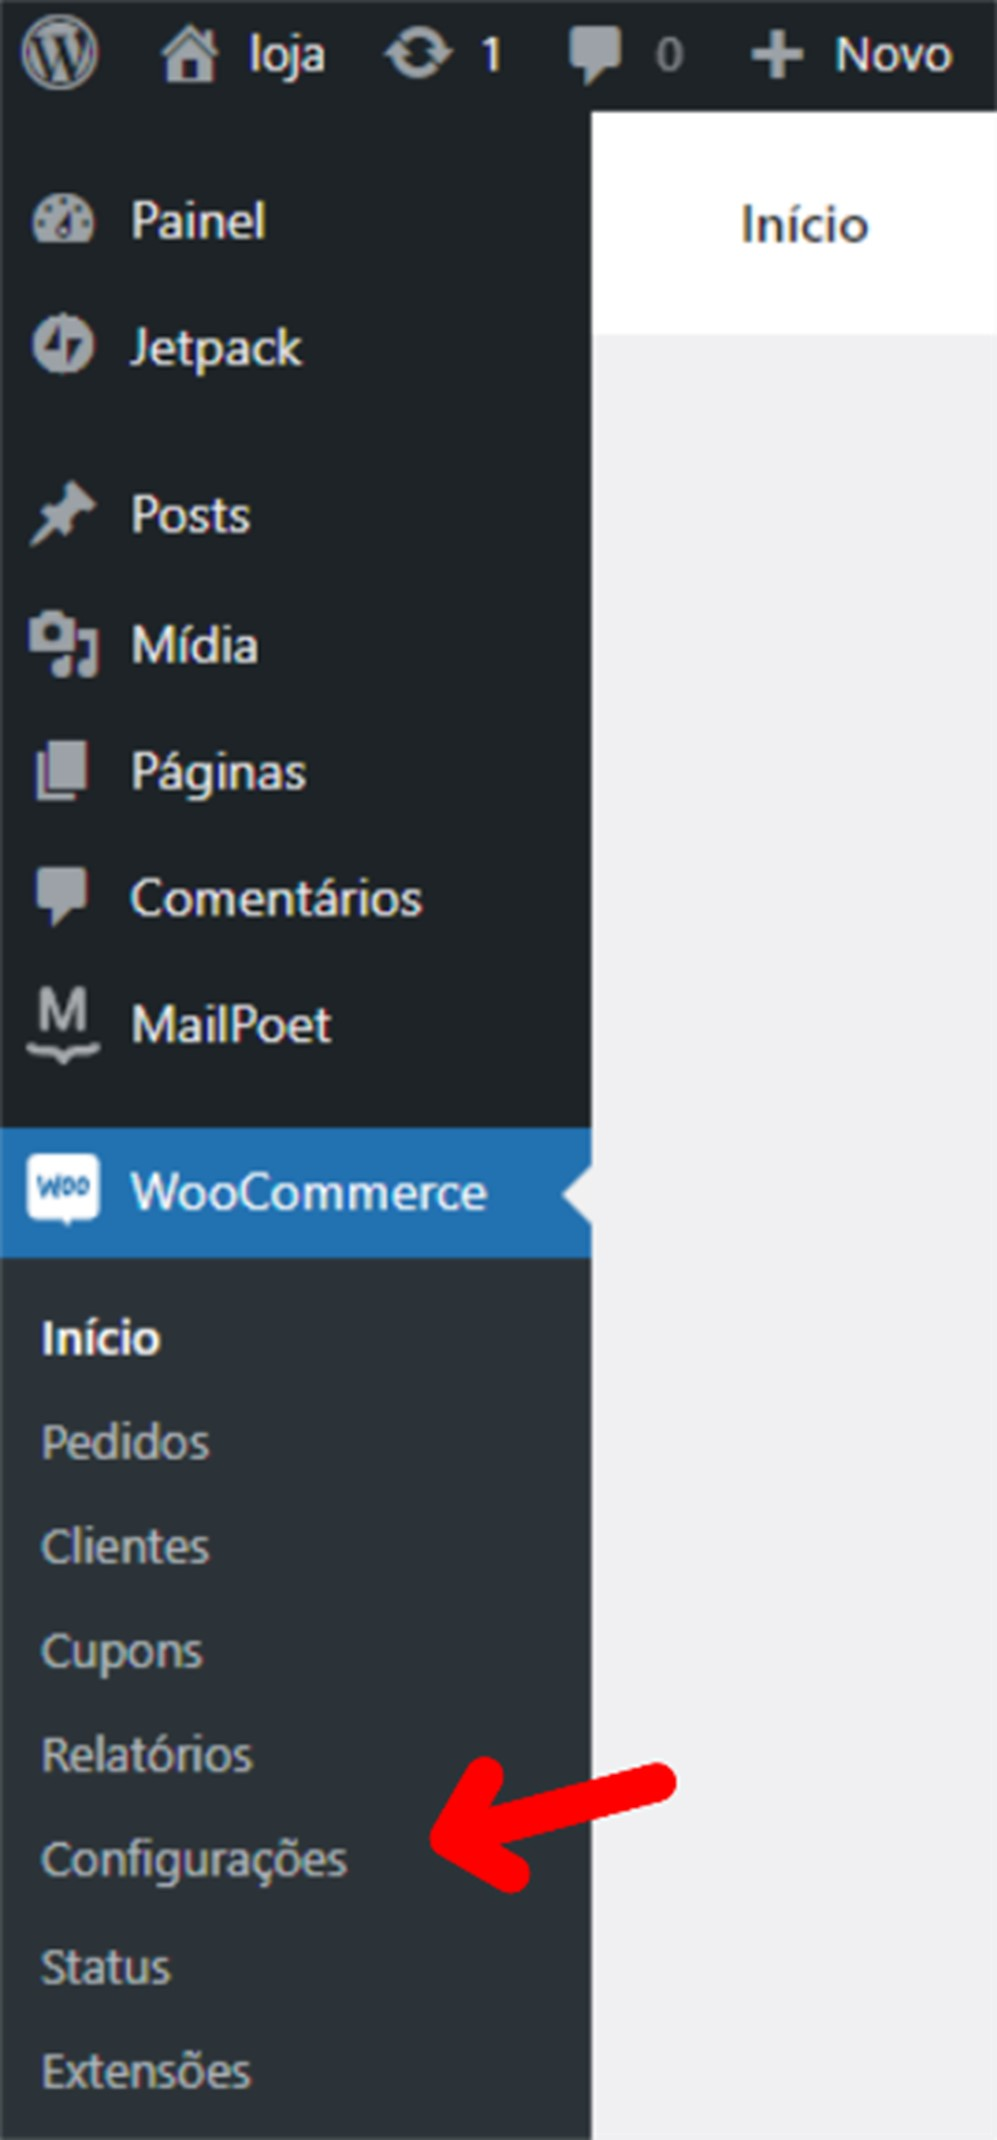 loja 1 0 Novo
Painel
Início
Jetpack
Posts
Mídia
Páginas
Comentários
M MailPoet
Woo WooCommerce
Início
Pedidos
Clientes
Cupons
Relatórios
Configurações
Status
Extensões